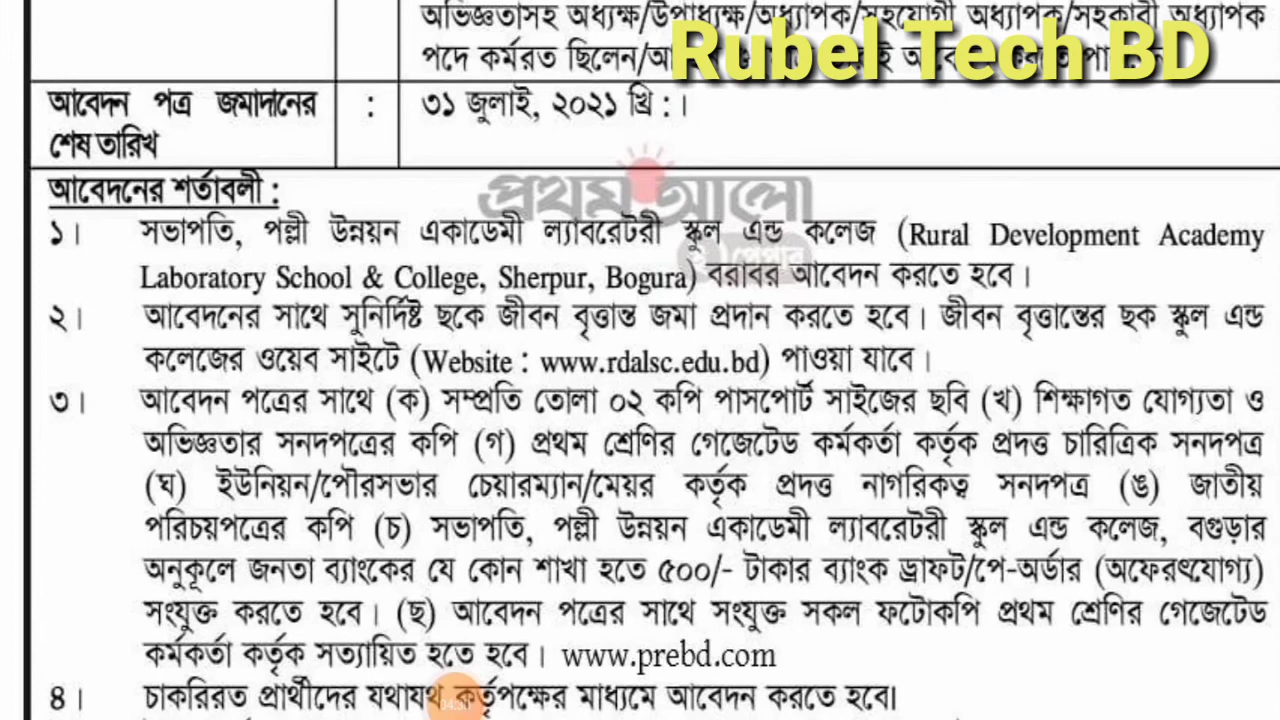 অভিজ্ঞতাসহ অধ্যক্ষ/উপাধ্যক্ষ/অধ্যাপক/সহযোগী অধ্যাপক/সহকারী অধ্যাপক
পদে কর্মরত ছিলেন/
Rubel Tech BD
আবেদন পত্র জমাদানের : ৩১ জুলাই, ২০২১ খ্রি :।
শেষ তারিখ
প্রথম আলো
ই পেপার
আবেদনের শর্তাবলী :
১। সভাপতি, পল্লী উন্নয়ন একাডেমী ল্যাবরেটরী স্কুল এন্ড কলেজ (Rural Development Academy
Laboratory School & College, Sherpur, Bogura) বরাবর আবেদন করতে হবে।
২। আবেদনের সাথে সুনির্দিষ্ট ছকে জীবন বৃত্তান্ত জমা প্রদান করতে হবে। জীবন বৃত্তান্তের ছক স্কুল এন্ড
কলেজের ওয়েব সাইটে (Website : www.rdalsc.edu.bd) পাওয়া যাবে।
৩। আবেদন পত্রের সাথে (ক) সম্প্রতি তোলা ০২ কপি পাসপোর্ট সাইজের ছবি (খ) শিক্ষাগত যোগ্যতা ও
অভিজ্ঞতার সনদপত্রের কপি (গ) প্রথম শ্রেণির গেজেটেড কর্মকর্তা কর্তৃক প্রদত্ত চারিত্রিক সনদপত্র
(ঘ) ইউনিয়ন/পৌরসভার চেয়ারম্যান/মেয়র কর্তৃক প্রদত্ত নাগরিকত্ব সনদপত্র (ঙ) জাতীয়
পরিচয়পত্রের কপি (চ) সভাপতি, পল্লী উন্নয়ন একাডেমী ল্যাবরেটরী স্কুল এন্ড কলেজ, বগুড়ার
অনুকূলে জনতা ব্যাংকের যে কোন শাখা হতে ৫০০/- টাকার ব্যাংক ড্রাফট/পে-অর্ডার (অফেরৎযোগ্য)
সংযুক্ত করতে হবে। (ছ) আবেদন পত্রের সাথে সংযুক্ত সকল ফটোকপি প্রথম শ্রেণির গেজেটেড
কর্মকর্তা কর্তৃক সত্যায়িত হতে হবে। www.prebd.com
৪। চাকরিরত প্রার্থীদের যথাযথ কর্তৃপক্ষের মাধ্যমে আবেদন করতে হবে।